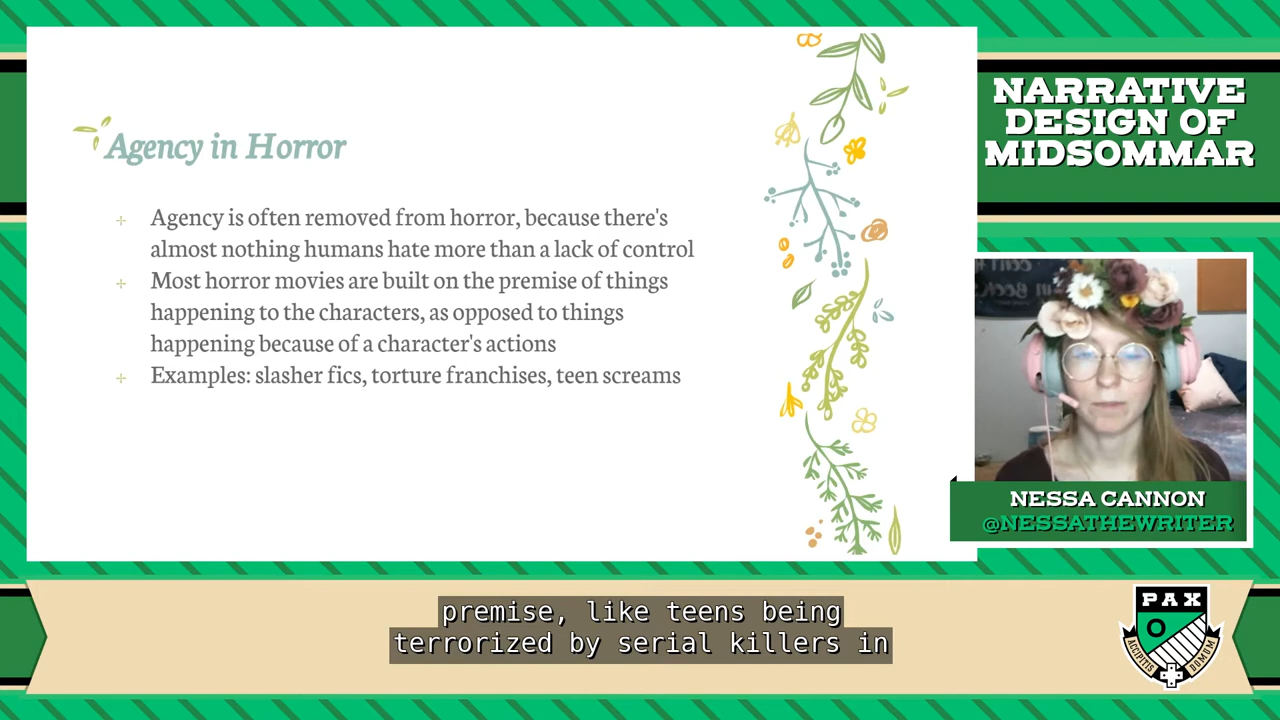 Agency in Horror
Agency is often removed from horror, because there's
almost nothing humans hate more than a lack of control
Most horror movies are built on the premise of things
happening to the characters, as opposed to things
happening because of a character's actions
Examples: slasher fics, torture franchises, teen screams
NARRATIVE
DESIGN OF
MIDSOMMAR
NESSA CANNON
@NESSATHEWRITER
premise, like teens being
terrorized by serial killers in
PAX
ACCIPITIS
DOMUM